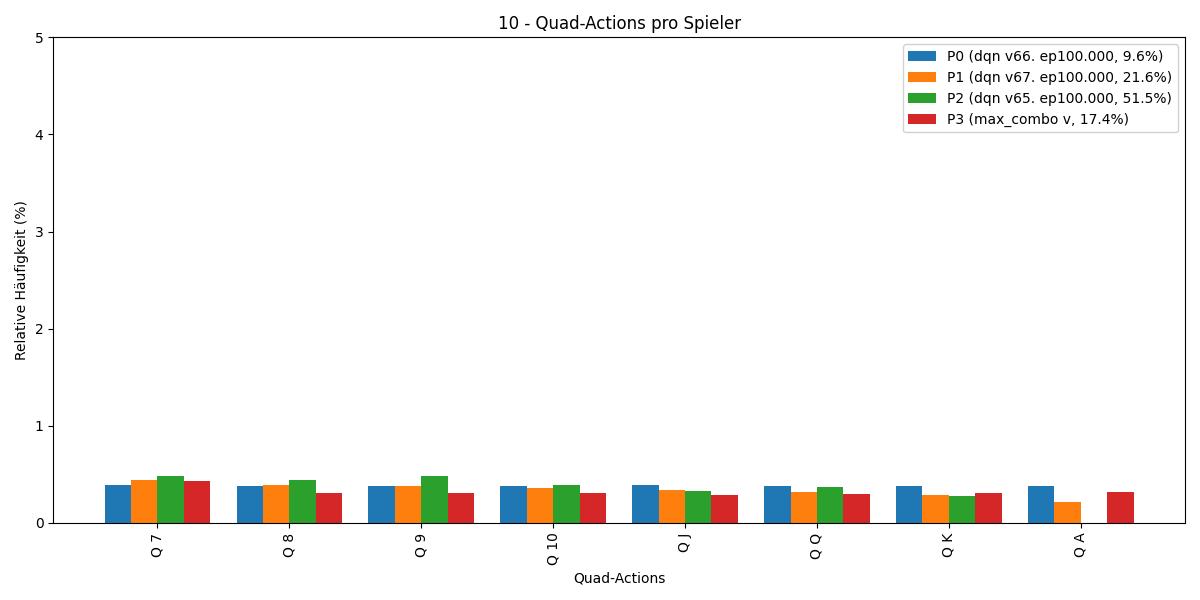 10 - Quad-Actions pro Spieler
P0 (dqn v66. ep100.000, 9.6%)
P1 (dqn v67. ep100.000, 21.6%)
P2 (dqn v65. ep100.000, 51.5%)
P3 (max_combo v, 17.4%)
Relative Häufigkeit (%)
5
4
3
2
1
0
Q 7
Q 8
Q 9
Q 10
Q J
Q Q
Q K
Q A
Quad-Actions